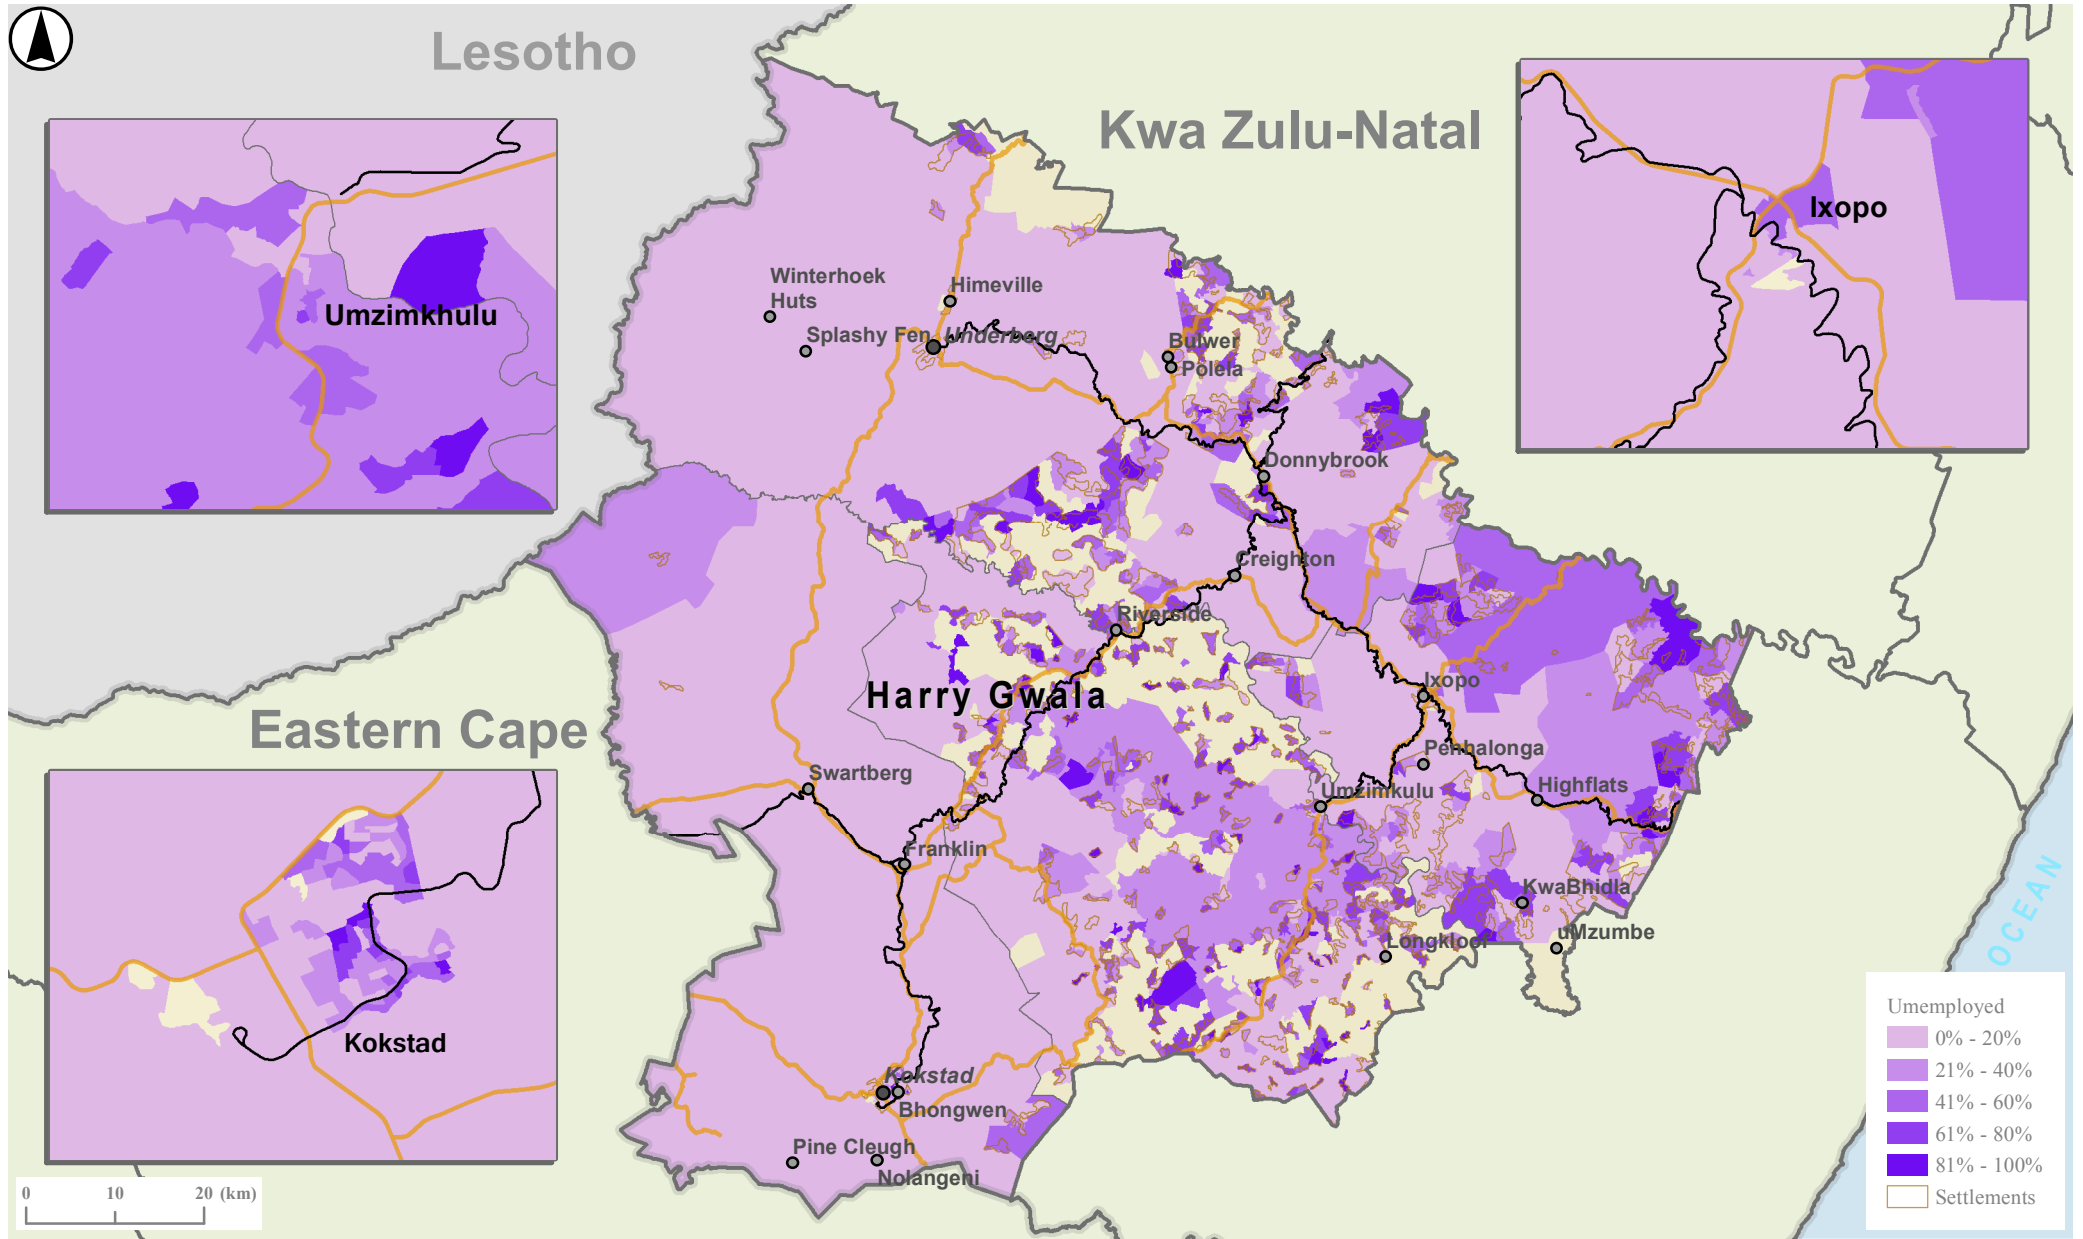 Lesotho
Kwa Zulu-Natal
Umzimkhulu
Ixopo
Winterhoek
Huts
Himeville
Splashy Fen
Underberg
Bulwer
Polela
Donnybrook
Creighton
Riverside
Harry Gwala
Ixopo
Eastern Cape
Penhalonga
Swartberg
Highflats
Umzimkulu
Franklin
KwaBhidla
uMzumbe
Longkloof
OCEAN
Kokstad
Kokstad
Bhongwen
Pine Cleugh
Nolangeni
0 10 20 (km)
Umemployed
0% - 20%
21% - 40%
41% - 60%
61% - 80%
81% - 100%
Settlements